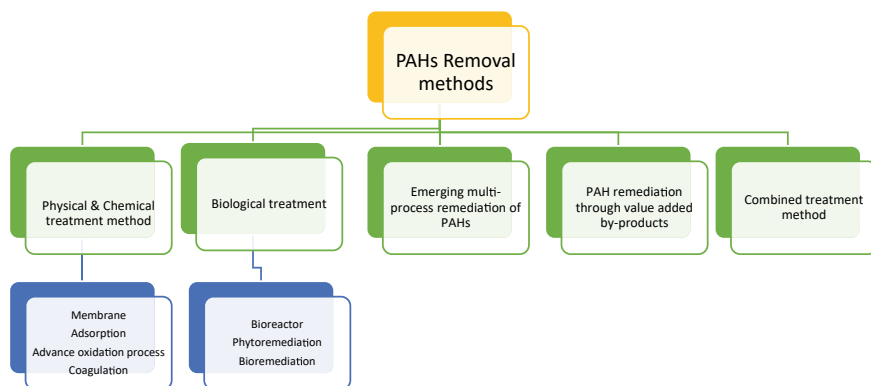 PAHs Removal
methods
Physical & Chemical
treatment method
Biological treatment
Emerging multi-
process remediation of
PAHs
PAH remediation
through value added
by-products
Combined treatment
method
Membrane
Adsorption
Advance oxidation process
Coagulation
Bioreactor
Phytoremediation
Bioremediation